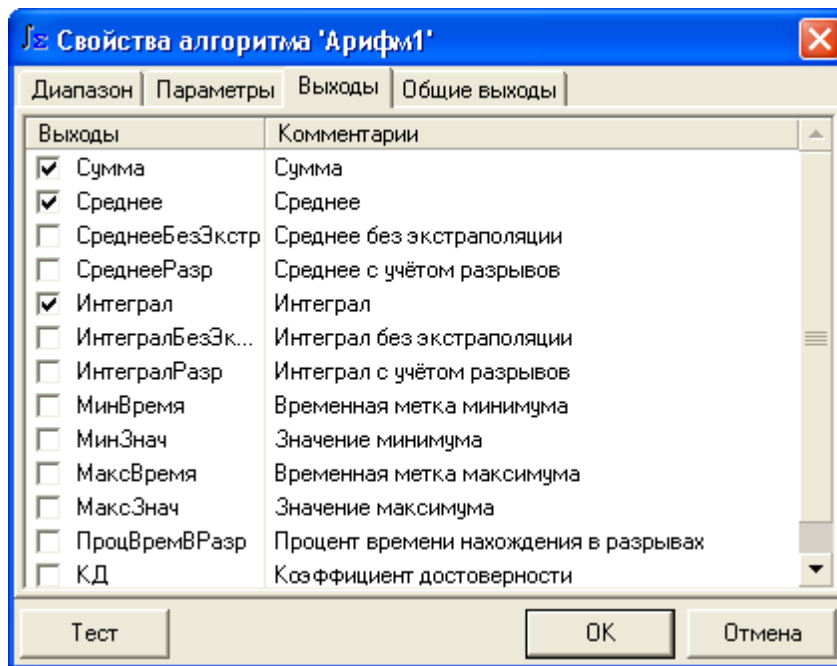 Свойства алгоритма 'Арифм1'
Диапазон Параметры Выходы Общие выходы
Выходы Комментарии
Сумма Сумма
Среднее Среднее
СреднееБезЭкстр Среднее без экстраполяции
СреднееРазр Среднее с учётом разрывов
Интеграл Интеграл
ИнтегралБезЭк... Интеграл без экстраполяции
ИнтегралРазр Интеграл с учётом разрывов
МинВремя Временная метка минимума
МинЗнач Значение минимума
МаксВремя Временная метка максимума
МаксЗнач Значение максимума
ПроцВремВРазр Процент времени нахождения в разрывах
КД Коэффициент достоверности
Тест OK Отмена